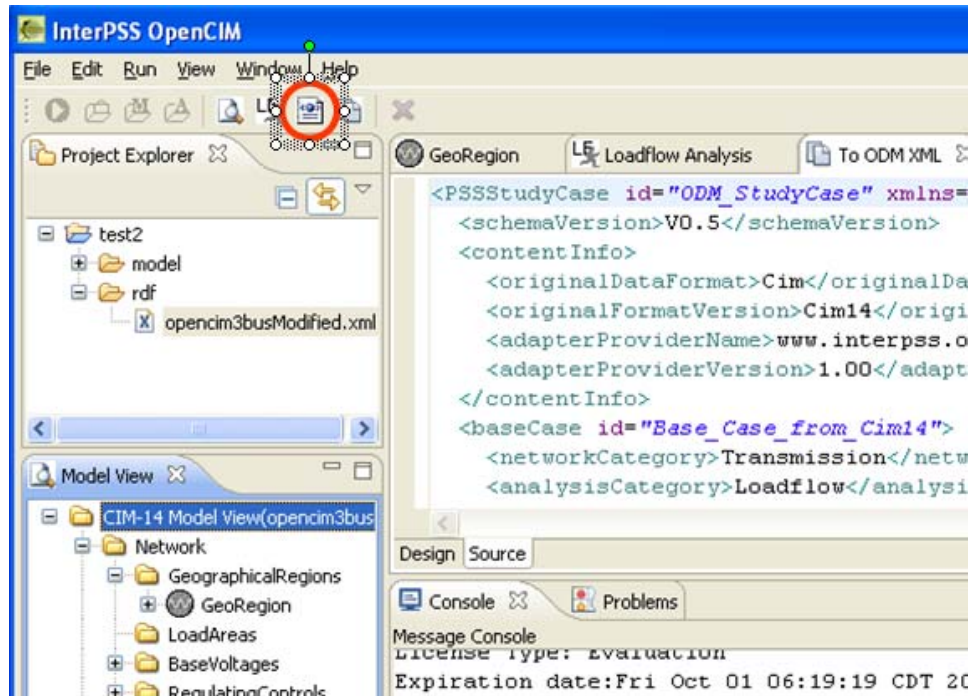 InterPSS OpenCIM
File Edit Run View Window Help
Project Explorer
test2
model
rdf
opencim3busModified.xml
Model View
CIM-14 Model View(opencim3bus
Network
GeographicalRegions
GeoRegion
LoadAreas
BaseVoltages
RegulatingControls
GeoRegion Loadflow Analysis To ODM XML
<PSSStudyCase id="ODM_StudyCase" xmlns=
<schemaVersion>V0.5</schemaVersion>
<contentInfo>
<originalDataFormat>Cim</originalDa
<originalFormatVersion>Cim14</origi
<adapterProviderName>www.interpss.o
<adapterProviderVersion>1.00</adapt
</contentInfo>
<baseCase id="Base_Case_from_Cim14">
<networkCategory>Transmission</netw
<analysisCategory>Loadflow</analysi
Design Source
Console Problems
Message Console
License Type: Evaluation
Expiration date:Fri Oct 01 06:19:19 CDT 20